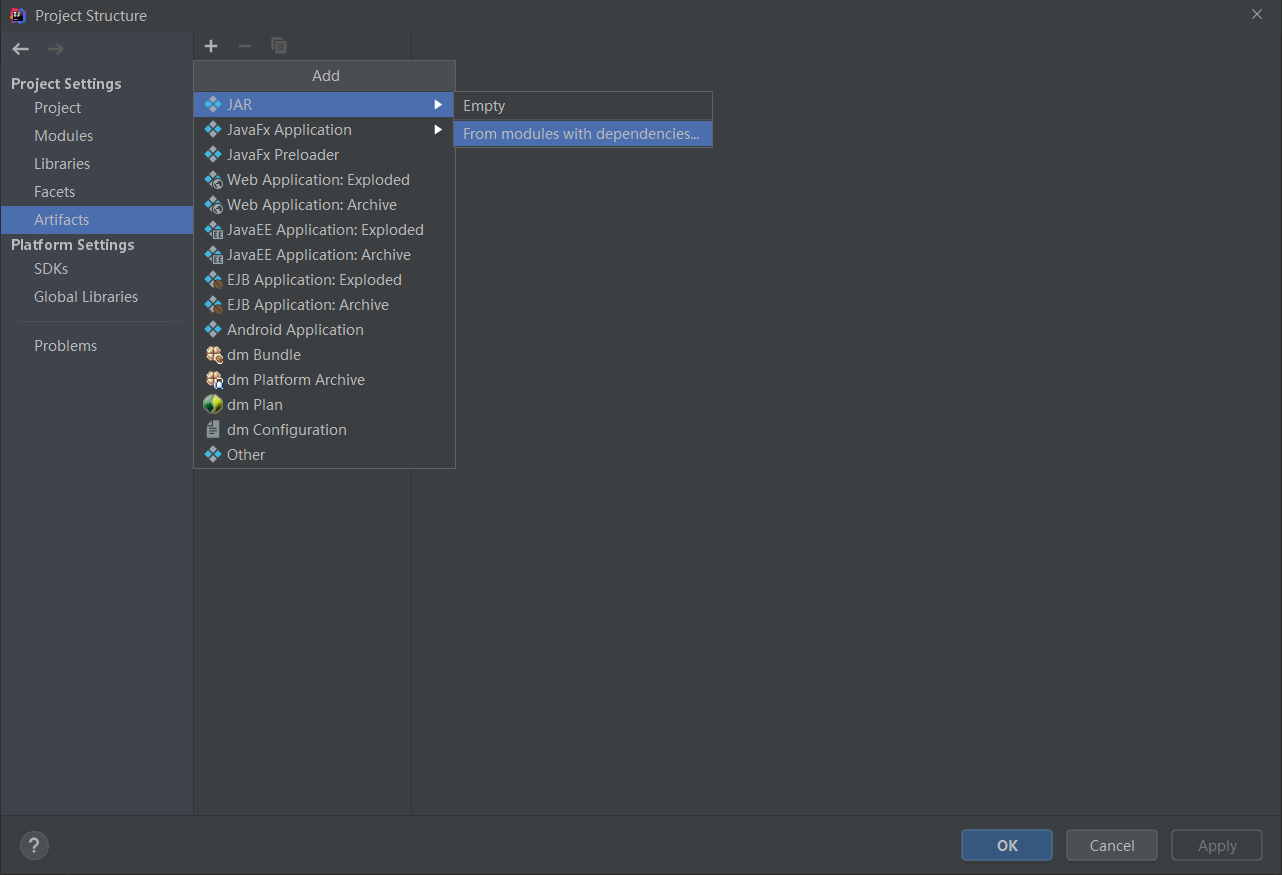 Project Structure
Project Settings
Project
Modules
Libraries
Facets
Artifacts
Platform Settings
SDKs
Global Libraries
Problems
Add
JAR
JavaFx Application
JavaFx Preloader
Web Application: Exploded
Web Application: Archive
JavaEE Application: Exploded
JavaEE Application: Archive
EJB Application: Exploded
EJB Application: Archive
Android Application
dm Bundle
dm Platform Archive
dm Plan
dm Configuration
Other
Empty
From modules with dependencies...
?
OK
Cancel
Apply